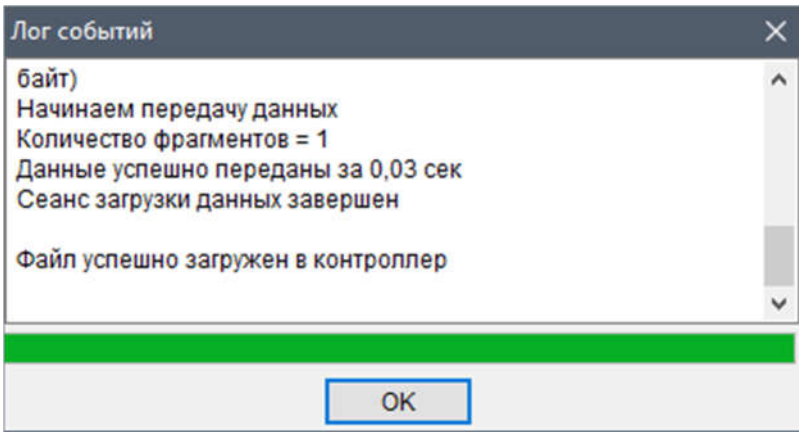 Лог событий
байт)
Начинаем передачу данных
Количество фрагментов = 1
Данные успешно переданы за 0,03 сек
Сеанс загрузки данных завершен
Файл успешно загружен в контроллер
OK